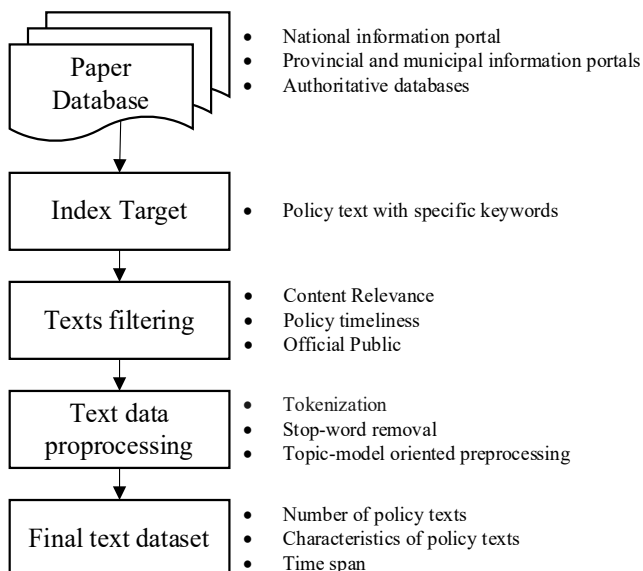 Paper
Database
• National information portal
• Provincial and municipal information portals
• Authoritative databases
Index Target
• Policy text with specific keywords
Texts filtering
• Content Relevance
• Policy timeliness
• Official Public
Text data
proprocessing
• Tokenization
• Stop-word removal
• Topic-model oriented preprocessing
Final text dataset
• Number of policy texts
• Characteristics of policy texts
• Time span